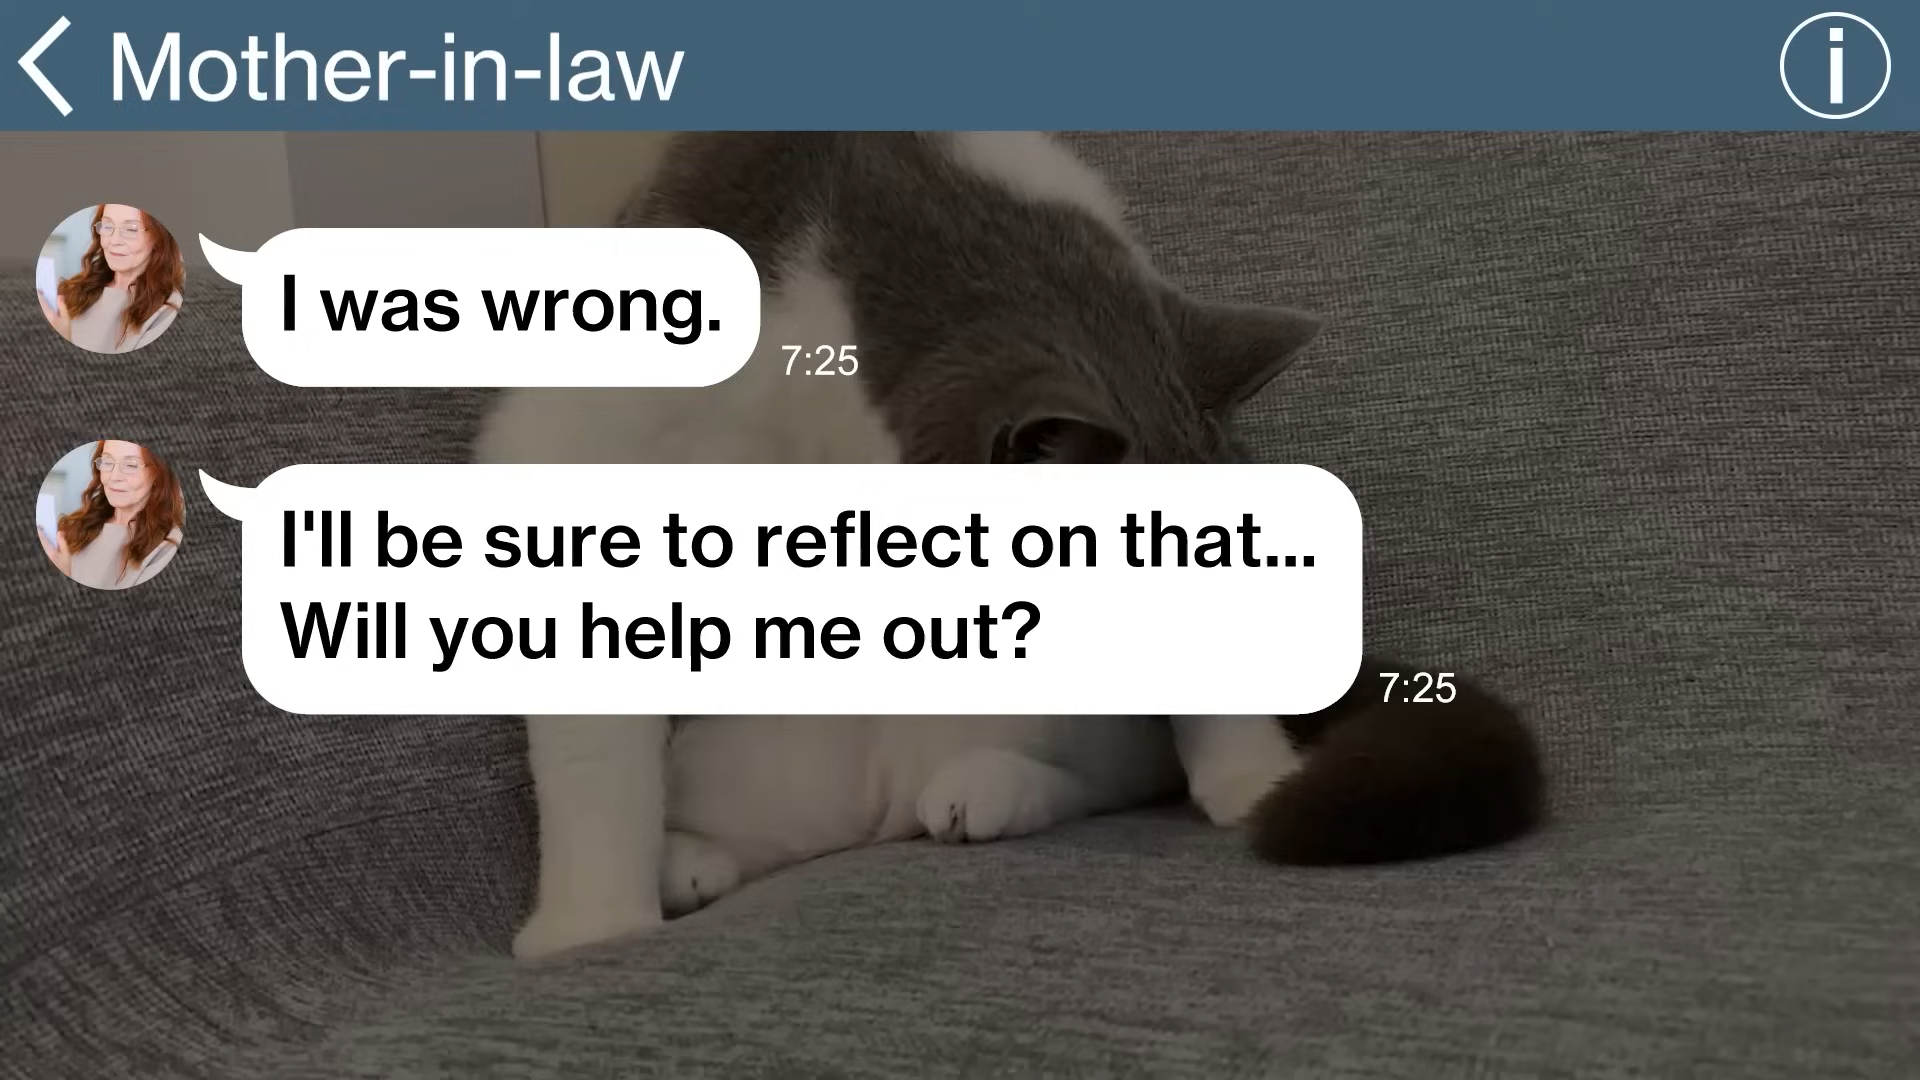 Mother-in-law
I was wrong.
7:25
I'll be sure to reflect on that...
Will you help me out?
7:25